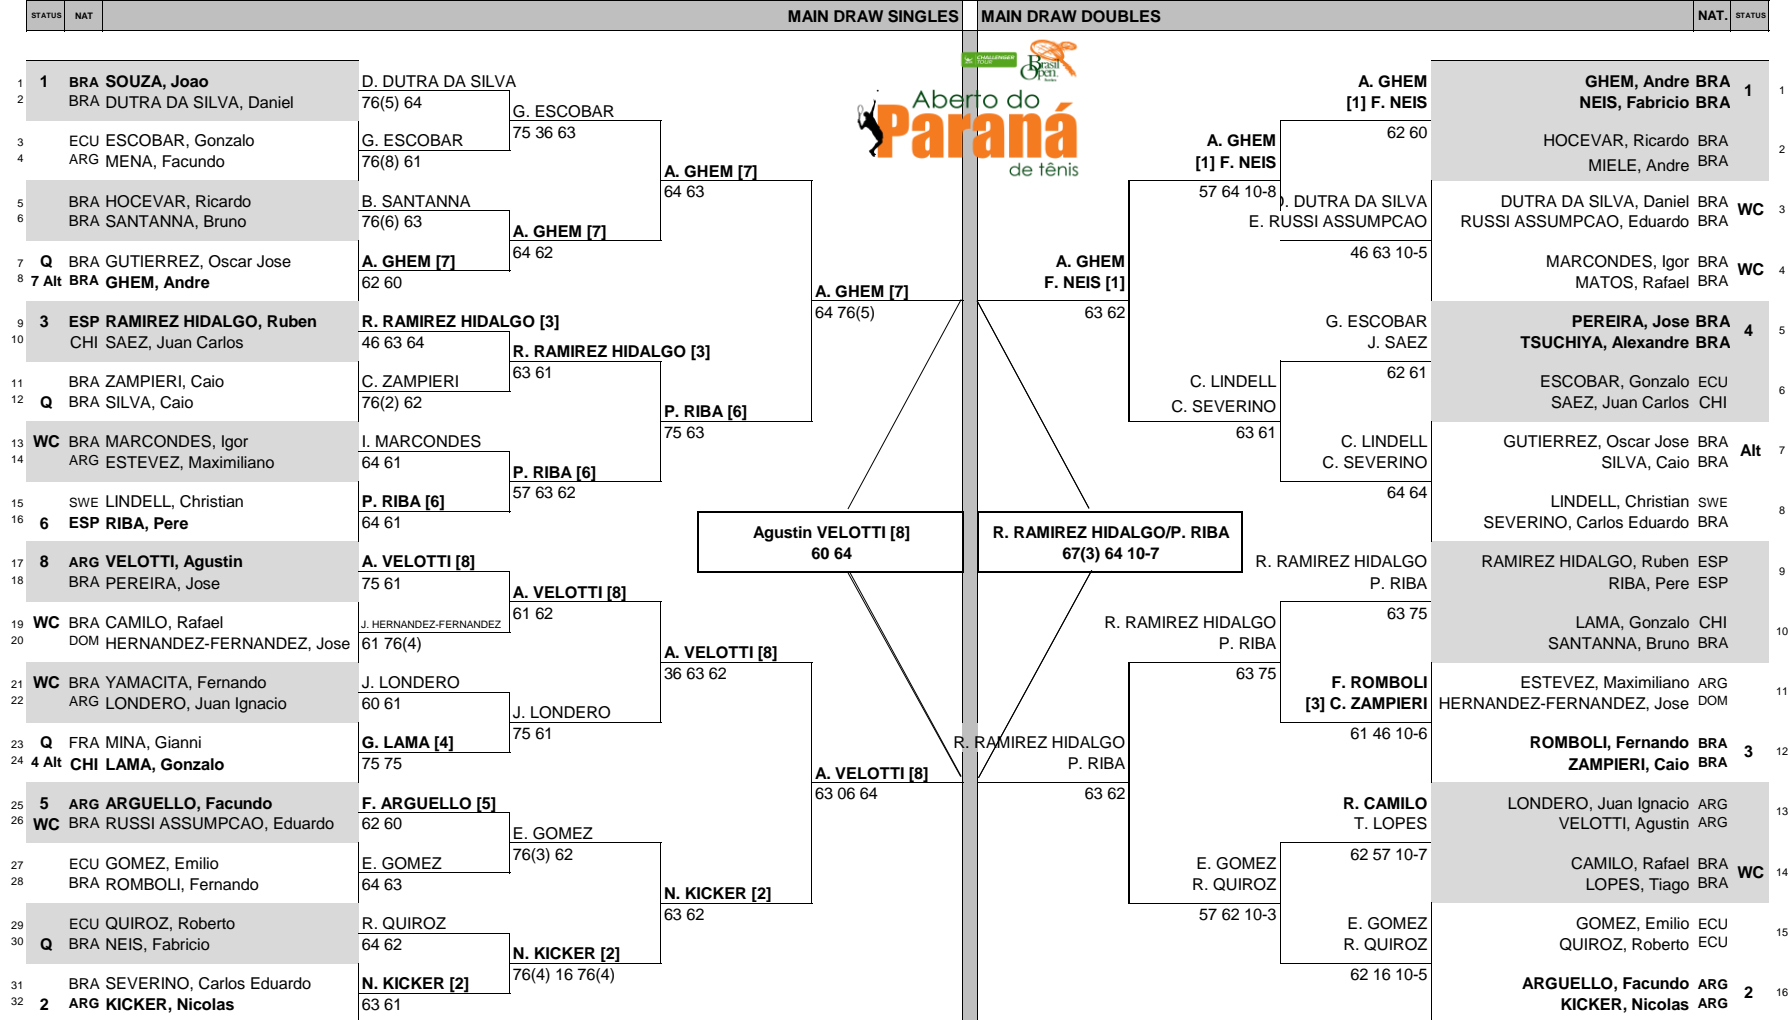 STATUS NAT MAIN DRAW SINGLES MAIN DRAW DOUBLES NAT. STATUS
CHALLENGER TOUR
Brasil Open
Aberto do
Paraná
de tênis
1 1 BRA SOUZA, Joao
2 BRA DUTRA DA SILVA, Daniel
3 ECU ESCOBAR, Gonzalo
4 ARG MENA, Facundo
5 BRA HOCEVAR, Ricardo
6 BRA SANTANNA, Bruno
7 Q BRA GUTIERREZ, Oscar Jose
8 7 Alt BRA GHEM, Andre
9 3 ESP RAMIREZ HIDALGO, Ruben
10 CHI SAEZ, Juan Carlos
11 BRA ZAMPIERI, Caio
12 Q BRA SILVA, Caio
13 WC BRA MARCONDES, Igor
14 ARG ESTEVEZ, Maximiliano
15 SWE LINDELL, Christian
16 6 ESP RIBA, Pere
17 8 ARG VELOTTI, Agustin
18 BRA PEREIRA, Jose
19 WC BRA CAMILO, Rafael
20 DOM HERNANDEZ-FERNANDEZ, Jose
21 WC BRA YAMACITA, Fernando
22 ARG LONDERO, Juan Ignacio
23 Q FRA MINA, Gianni
24 4 Alt CHI LAMA, Gonzalo
25 5 ARG ARGUELLO, Facundo
26 WC BRA RUSSI ASSUMPCAO, Eduardo
27 ECU GOMEZ, Emilio
28 BRA ROMBOLI, Fernando
29 ECU QUIROZ, Roberto
30 Q BRA NEIS, Fabricio
31 BRA SEVERINO, Carlos Eduardo
32 2 ARG KICKER, Nicolas
D. DUTRA DA SILVA
76(5) 64
G. ESCOBAR
76(8) 61
B. SANTANNA
76(6) 63
A. GHEM [7]
62 60
R. RAMIREZ HIDALGO [3]
46 63 64
C. ZAMPIERI
76(2) 62
I. MARCONDES
64 61
P. RIBA [6]
64 61
A. VELOTTI [8]
75 61
J. HERNANDEZ-FERNANDEZ
61 76(4)
J. LONDERO
60 61
G. LAMA [4]
75 75
F. ARGUELLO [5]
62 60
E. GOMEZ
64 63
R. QUIROZ
64 62
N. KICKER [2]
63 61
G. ESCOBAR
75 36 63
A. GHEM [7]
64 62
R. RAMIREZ HIDALGO [3]
63 61
P. RIBA [6]
57 63 62
A. VELOTTI [8]
61 62
J. LONDERO
75 61
E. GOMEZ
76(3) 62
N. KICKER [2]
76(4) 16 76(4)
A. GHEM [7]
64 63
P. RIBA [6]
75 63
A. VELOTTI [8]
36 63 62
N. KICKER [2]
63 62
A. GHEM [7]
64 76(5)
A. VELOTTI [8]
63 06 64
Agustin VELOTTI [8]
60 64
R. RAMIREZ HIDALGO/P. RIBA
67(3) 64 10-7
A. GHEM
F. NEIS [1]
63 62
R. RAMIREZ HIDALGO
P. RIBA
63 62
A. GHEM
[1] F. NEIS
57 64 10-8
C. LINDELL
C. SEVERINO
63 61
R. RAMIREZ HIDALGO
P. RIBA
63 75
E. GOMEZ
R. QUIROZ
57 62 10-3
A. GHEM
[1] F. NEIS
62 60
. DUTRA DA SILVA
E. RUSSI ASSUMPCAO
46 63 10-5
G. ESCOBAR
J. SAEZ
62 61
C. LINDELL
C. SEVERINO
64 64
R. RAMIREZ HIDALGO
P. RIBA
63 75
F. ROMBOLI
[3] C. ZAMPIERI
61 46 10-6
R. CAMILO
T. LOPES
62 57 10-7
E. GOMEZ
R. QUIROZ
62 16 10-5
GHEM, Andre BRA 1 1
NEIS, Fabricio BRA
HOCEVAR, Ricardo BRA 2
MIELE, Andre BRA
DUTRA DA SILVA, Daniel BRA WC 3
RUSSI ASSUMPCAO, Eduardo BRA
MARCONDES, Igor BRA WC 4
MATOS, Rafael BRA
PEREIRA, Jose BRA 4 5
TSUCHIYA, Alexandre BRA
ESCOBAR, Gonzalo ECU 6
SAEZ, Juan Carlos CHI
GUTIERREZ, Oscar Jose BRA Alt 7
SILVA, Caio BRA
LINDELL, Christian SWE 8
SEVERINO, Carlos Eduardo BRA
RAMIREZ HIDALGO, Ruben ESP 9
RIBA, Pere ESP
LAMA, Gonzalo CHI 10
SANTANNA, Bruno BRA
ESTEVEZ, Maximiliano ARG 11
HERNANDEZ-FERNANDEZ, Jose DOM
ROMBOLI, Fernando BRA 3 12
ZAMPIERI, Caio BRA
LONDERO, Juan Ignacio ARG 13
VELOTTI, Agustin ARG
CAMILO, Rafael BRA WC 14
LOPES, Tiago BRA
GOMEZ, Emilio ECU 15
QUIROZ, Roberto ECU
ARGUELLO, Facundo ARG 2 16
KICKER, Nicolas ARG